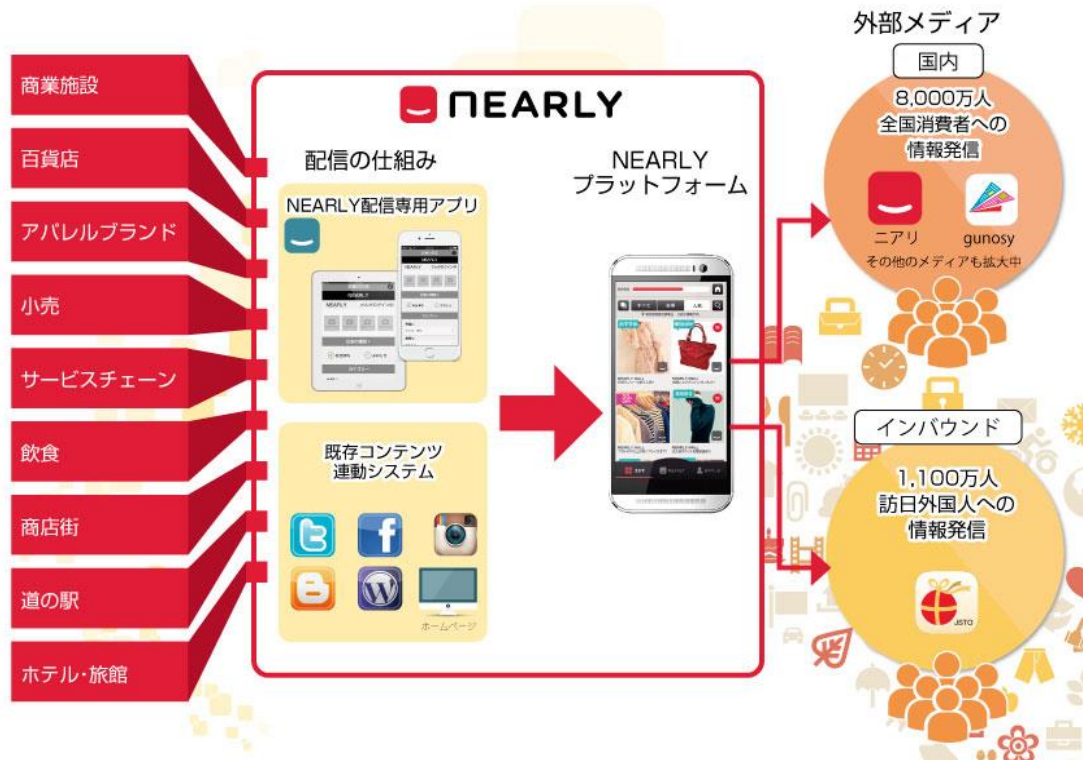 商業施設
百貨店
アパレルブランド
小売
サービスチェーン
飲食
商店街
道の駅
ホテル・旅館
NEARLY
配信の仕組み
NEARLY配信専用アプリ
NEARLY
NEARLY
既存コンテンツ
連動システム
ホームページ
NEARLY
プラットフォーム
すべて
外部メディア
国内
8,000万人
全国消費者への
情報発信
ニアリ
gunosy
その他のメディアも拡大中
インバウンド
1,100万人
訪日外国人への
情報発信
JSTO